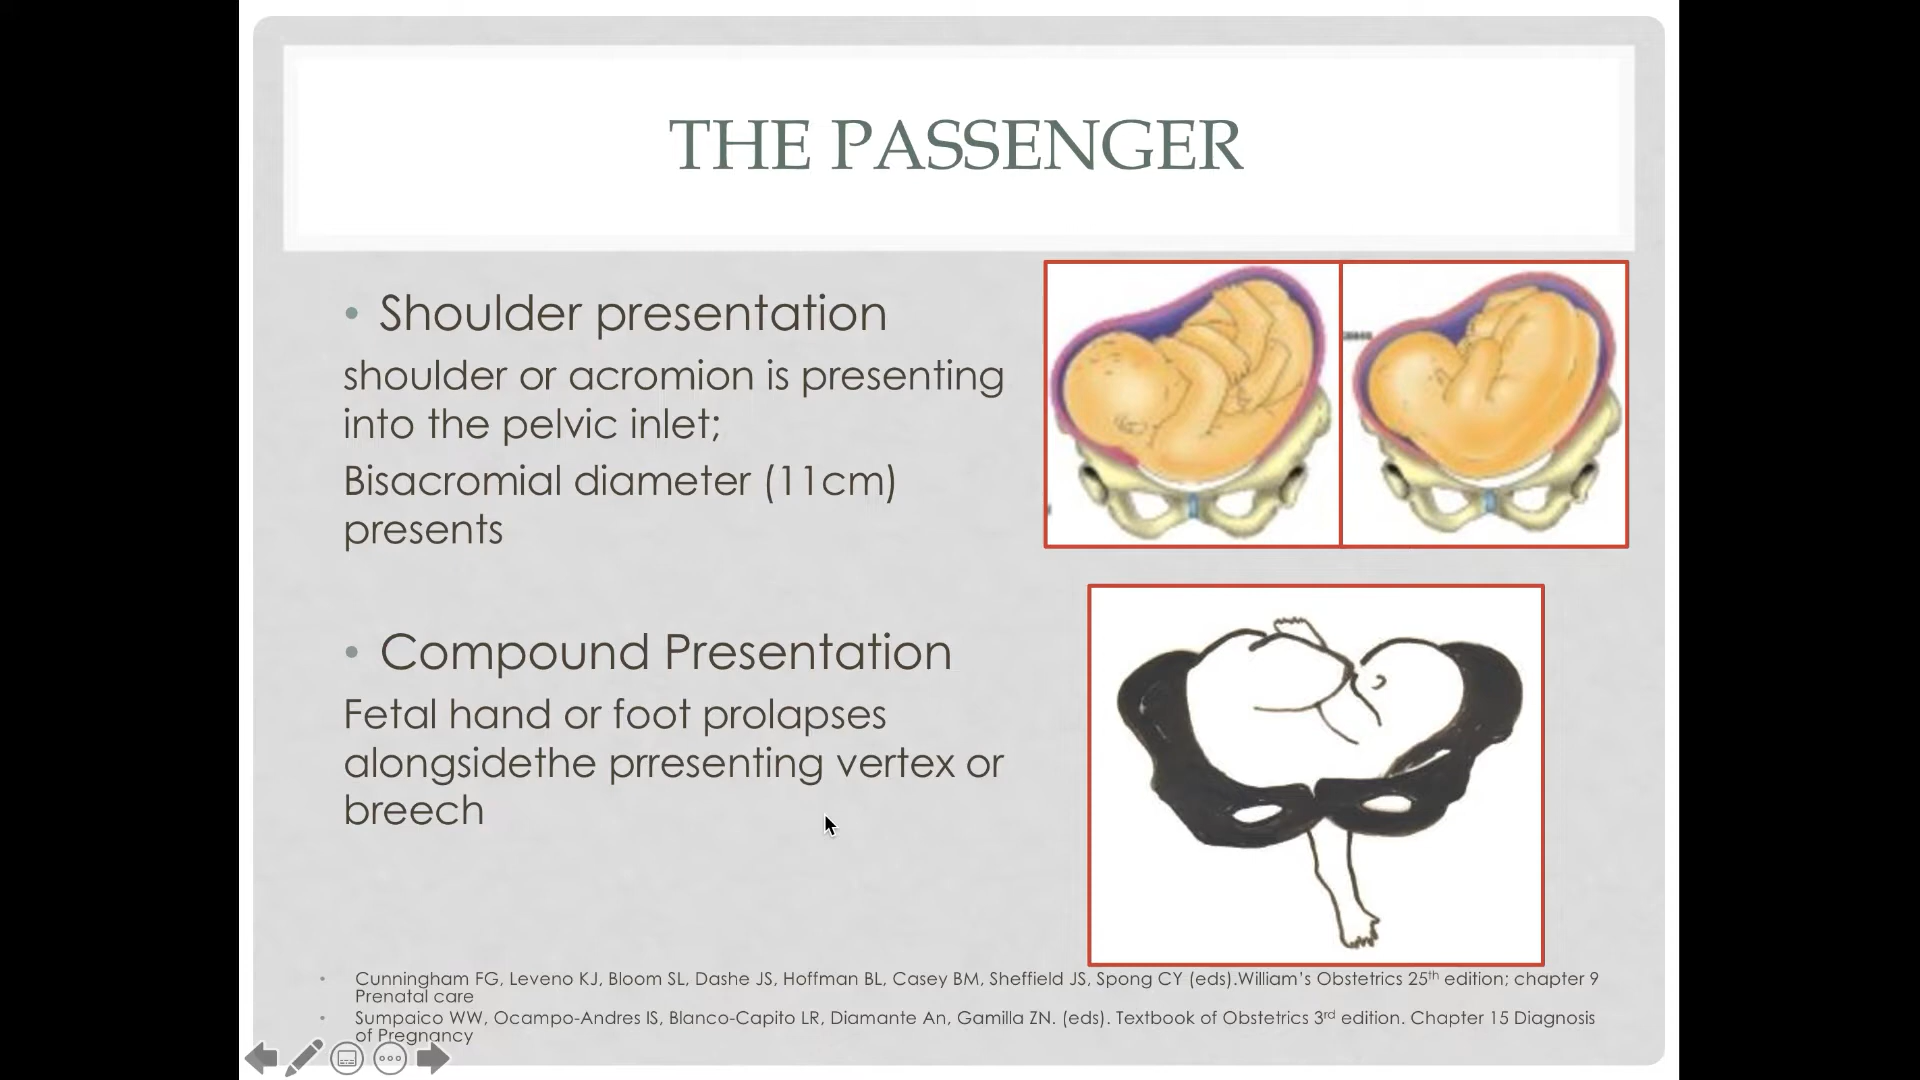 THE PASSENGER
• Shoulder presentation
shoulder or acromion is presenting
into the pelvic inlet;
Bisacromial diameter (11cm)
presents
• Compound Presentation
Fetal hand or foot prolapses
alongsidethe prresenting vertex or
breech
• Cunningham FG, Leveno KJ, Bloom SL, Dashe JS, Hoffman BL, Casey BM, Sheffield JS, Spong CY (eds).William's Obstetrics 25th edition; chapter 9
Prenatal care
• Sumpaico WW, Ocampo-Andres IS, Blanco-Capito LR, Diamante An, Gamilla ZN. (eds). Textbook of Obstetrics 3rd edition. Chapter 15 Diagnosis
of Pregnancy